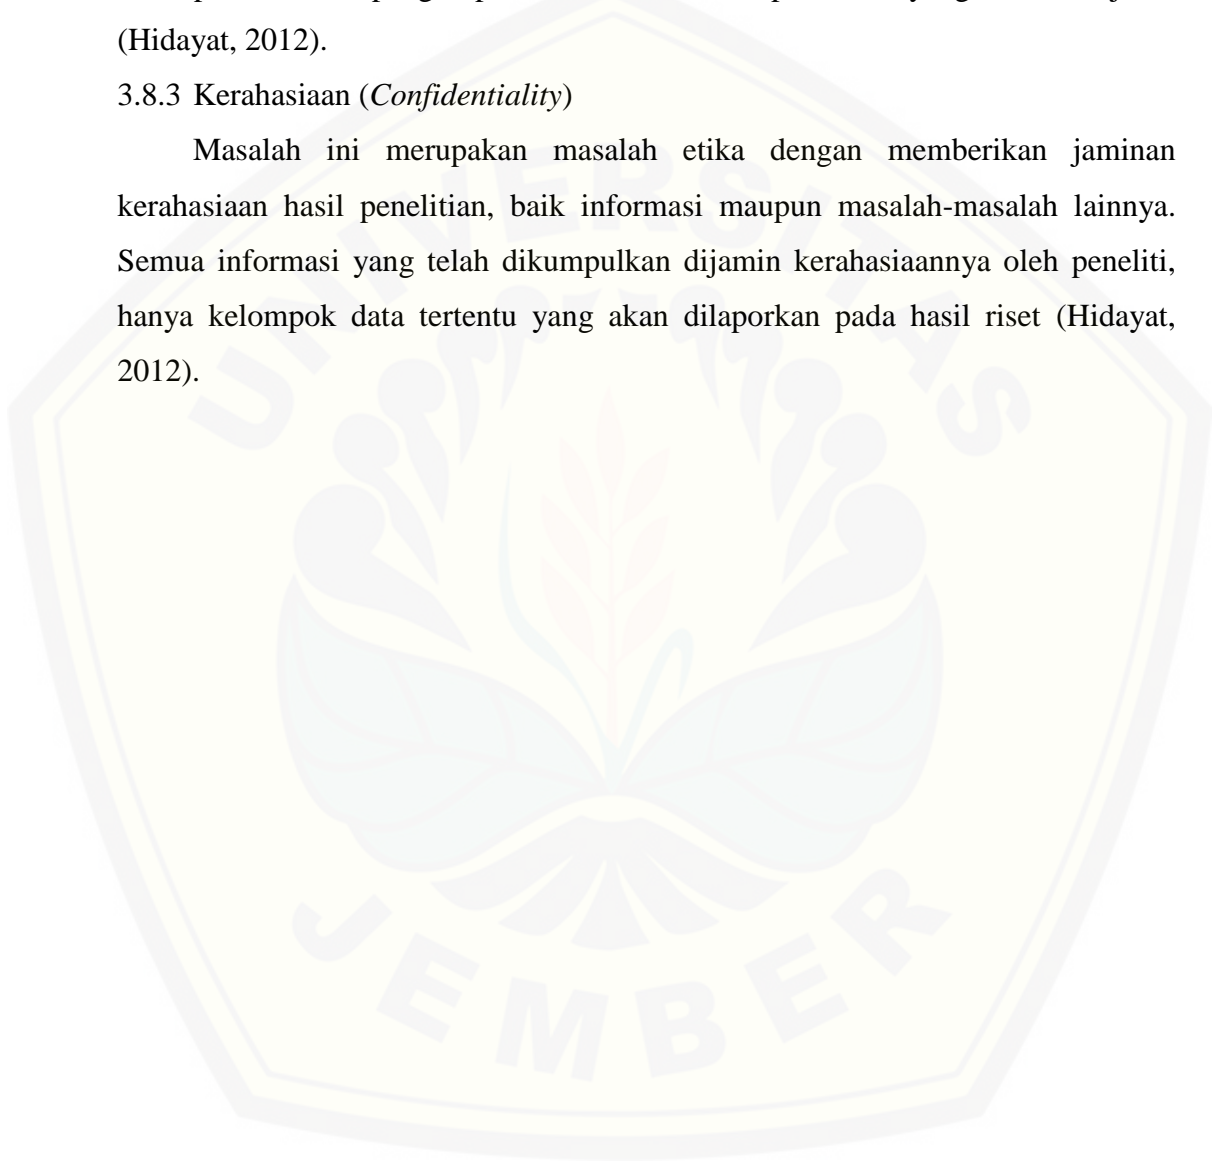 (Hidayat, 2012).
3.8.3 Kerahasiaan (Confidentiality)
Masalah ini merupakan masalah etika dengan memberikan jaminan
kerahasiaan hasil penelitian, baik informasi maupun masalah-masalah lainnya.
Semua informasi yang telah dikumpulkan dijamin kerahasiaannya oleh peneliti,
hanya kelompok data tertentu yang akan dilaporkan pada hasil riset (Hidayat,
2012).
UNIVERSITAS
JEMBER